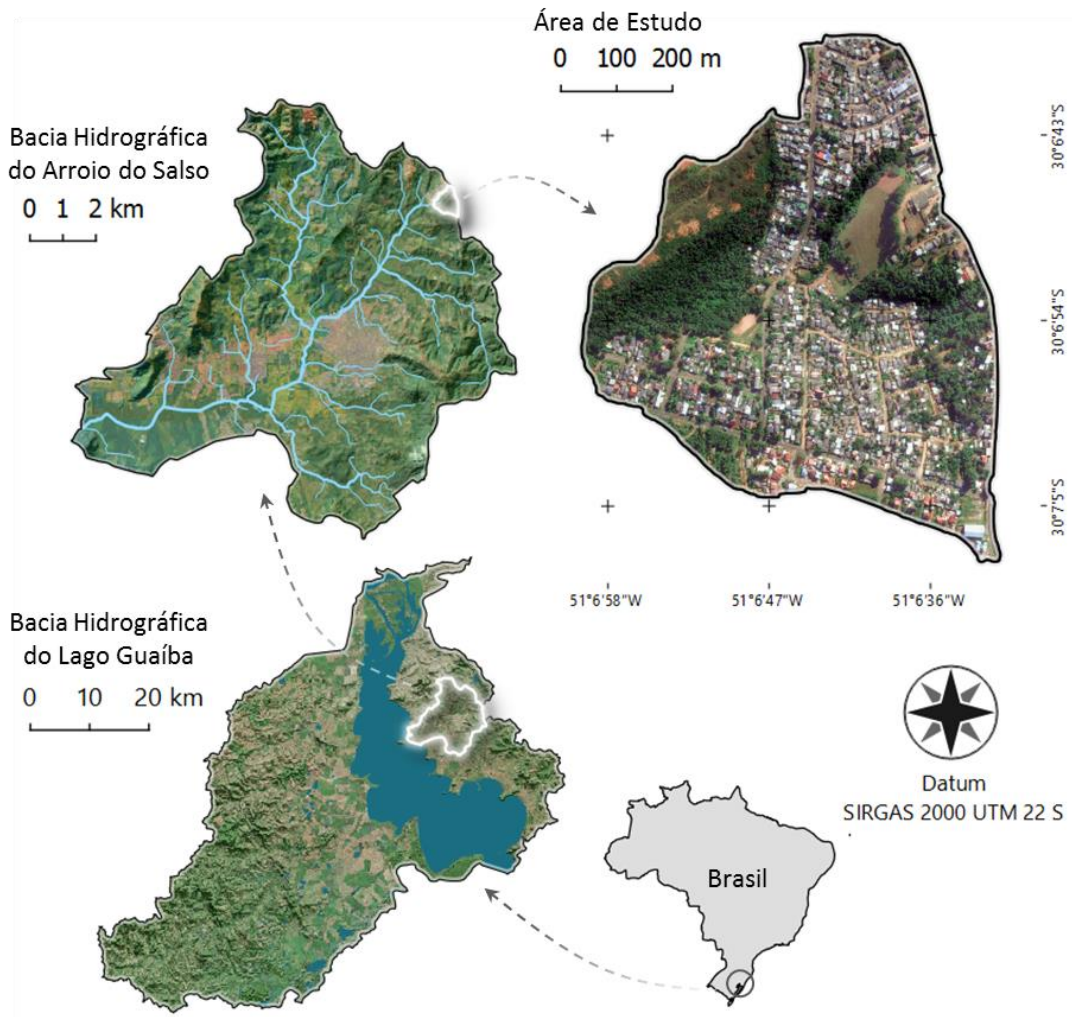 Área de Estudo
0 100 200 m
Bacia Hidrográfica
do Arroio do Salso
0 1 2 km
30°6'43"S
30°6'54"S
30°7'5"S
51°6'58"W 51°6'47"W 51°6'36"W
Bacia Hidrográfica
do Lago Guaíba
0 10 20 km
Datum
SIRGAS 2000 UTM 22 S
Brasil